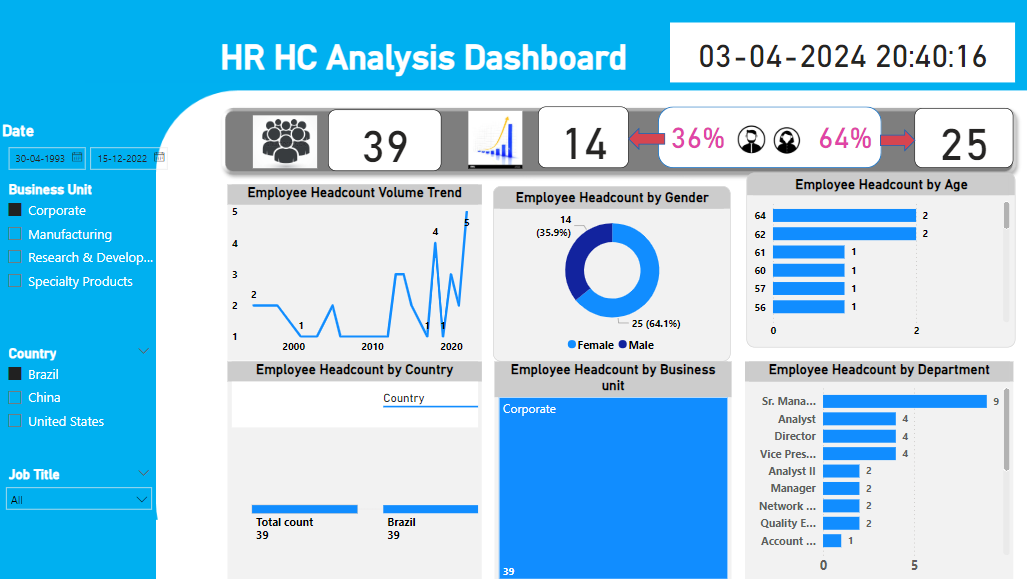 HR HC Analysis Dashboard
03-04-2024 20:40:16
Date
30-04-1993
15-12-2022
Business Unit
Corporate
Manufacturing
Research & Develop...
Specialty Products
Country
Brazil
China
United States
Job Title
All
39
14
36%
64%
25
Employee Headcount Volume Trend
5
4
3
2
1
2
1
4
1
1
5
2000
2010
2020
Employee Headcount by Gender
14
(35.9%)
25 (64.1%)
Female
Male
Employee Headcount by Age
64
2
62
2
61
1
60
1
57
1
56
1
0
2
Employee Headcount by Country
Country
Total count
39
Brazil
39
Employee Headcount by Business
unit
Corporate
39
Employee Headcount by Department
Sr. Mana...
9
Analyst
4
Director
4
Vice Pres...
4
Analyst II
2
Manager
2
Network ...
2
Quality E...
2
Account ...
1
0
5